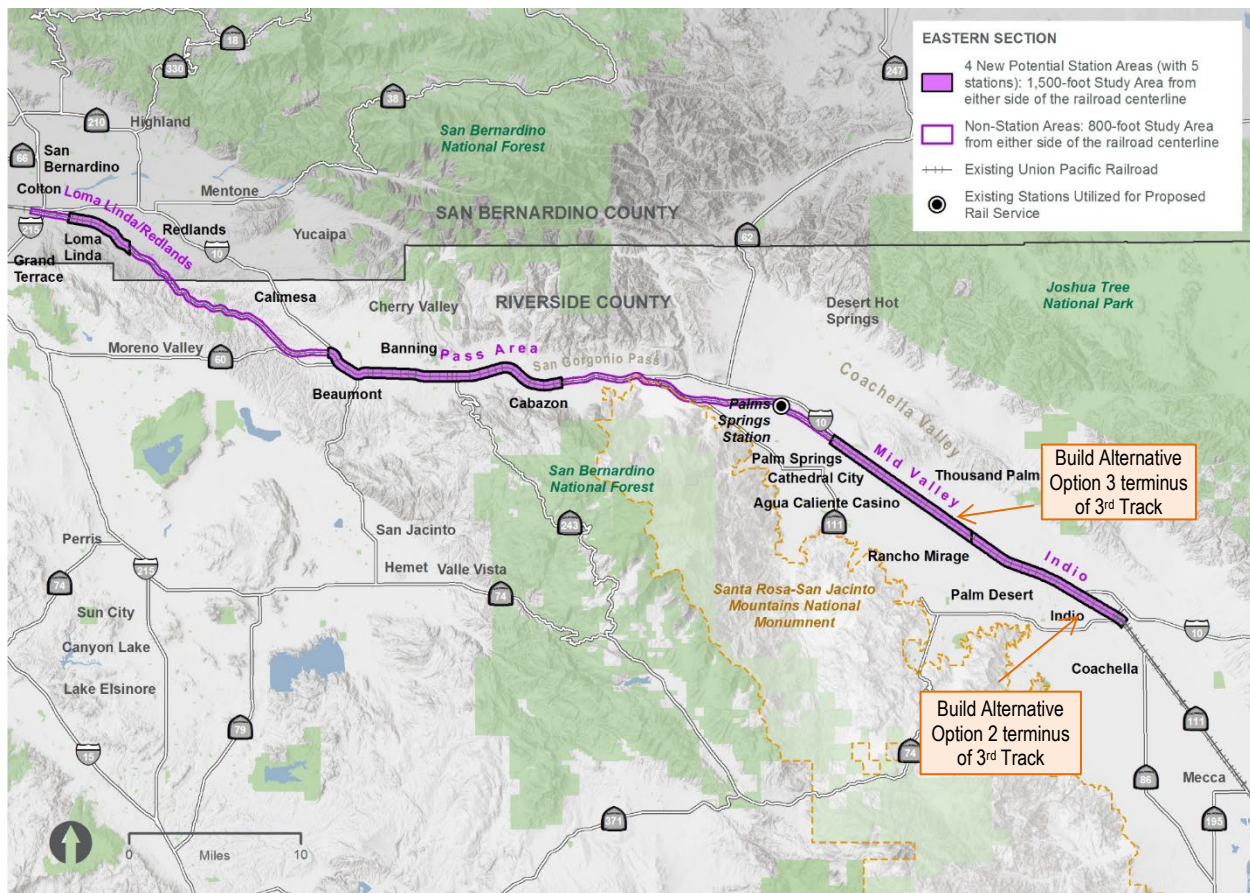 EASTERN SECTION
4 New Potential Station Areas (with 5
stations): 1,500-foot Study Area from
either side of the railroad centerline
Non-Station Areas: 800-foot Study Area
from either side of the railroad centerline
Existing Union Pacific Railroad
Existing Stations Utilized for Proposed
Rail Service
18
330
247
38
210
Highland
San Bernardino
National Forest
66
San
Bernardino
Mentone
Colton
Loma Linda/Redlands
SAN BERNARDINO COUNTY
215
Redlands
Yucaipa
62
Loma
Linda
10
Grand
Terrace
Joshua Tree
National Park
Calimesa
Cherry Valley
RIVERSIDE COUNTY
Desert Hot
Springs
Moreno Valley
60
Banning
Pass Area
San Gorgonio Pass
Coachella Valley
Beaumont
Cabazon
Palms
Springs
Station
10
Palm Springs
Mid Valley
Thousand Palm
Build Alternative
Option 3 terminus
of 3rd Track
San Bernardino
National Forest
Cathedral City
Agua Caliente Casino
111
243
San Jacinto
Perris
215
Rancho Mirage
Indio
Hemet
Valle Vista
74
74
Santa Rosa-San Jacinto
Mountains National
Monumnent
Palm Desert
Sun City
Indio
10
Canyon Lake
Coachella
Lake Elsinore
Build Alternative
Option 2 terminus
of 3rd Track
79
111
74
15
86
Mecca
371
195
0
Miles
10